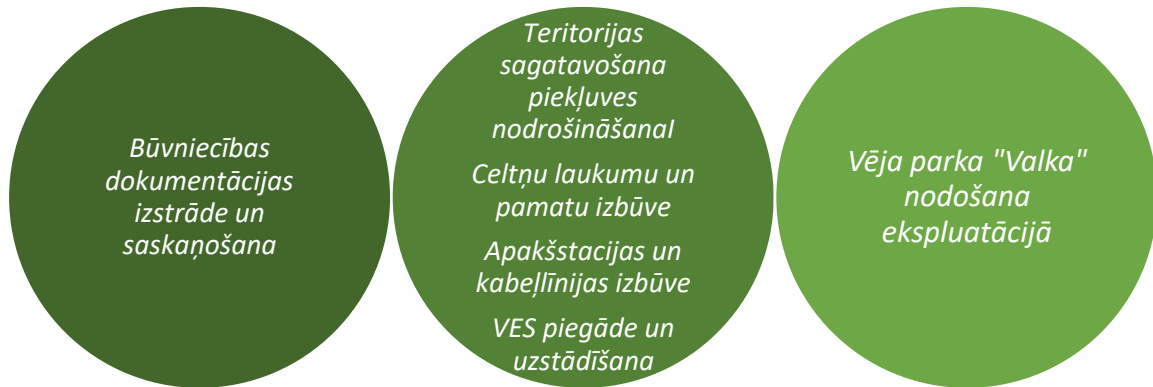 Būvniecības
dokumentācijas
izstrāde un
saskaņošana
Teritorijas
sagatavošana
piekļuves
nodrošināšanaI
Celtņu laukumu un
pamatu izbūve
Apakšstacijas un
kabeļlīnijas izbūve
VES piegāde un
uzstādīšana
Vēja parka "Valka"
nodošana
ekspluatācijā